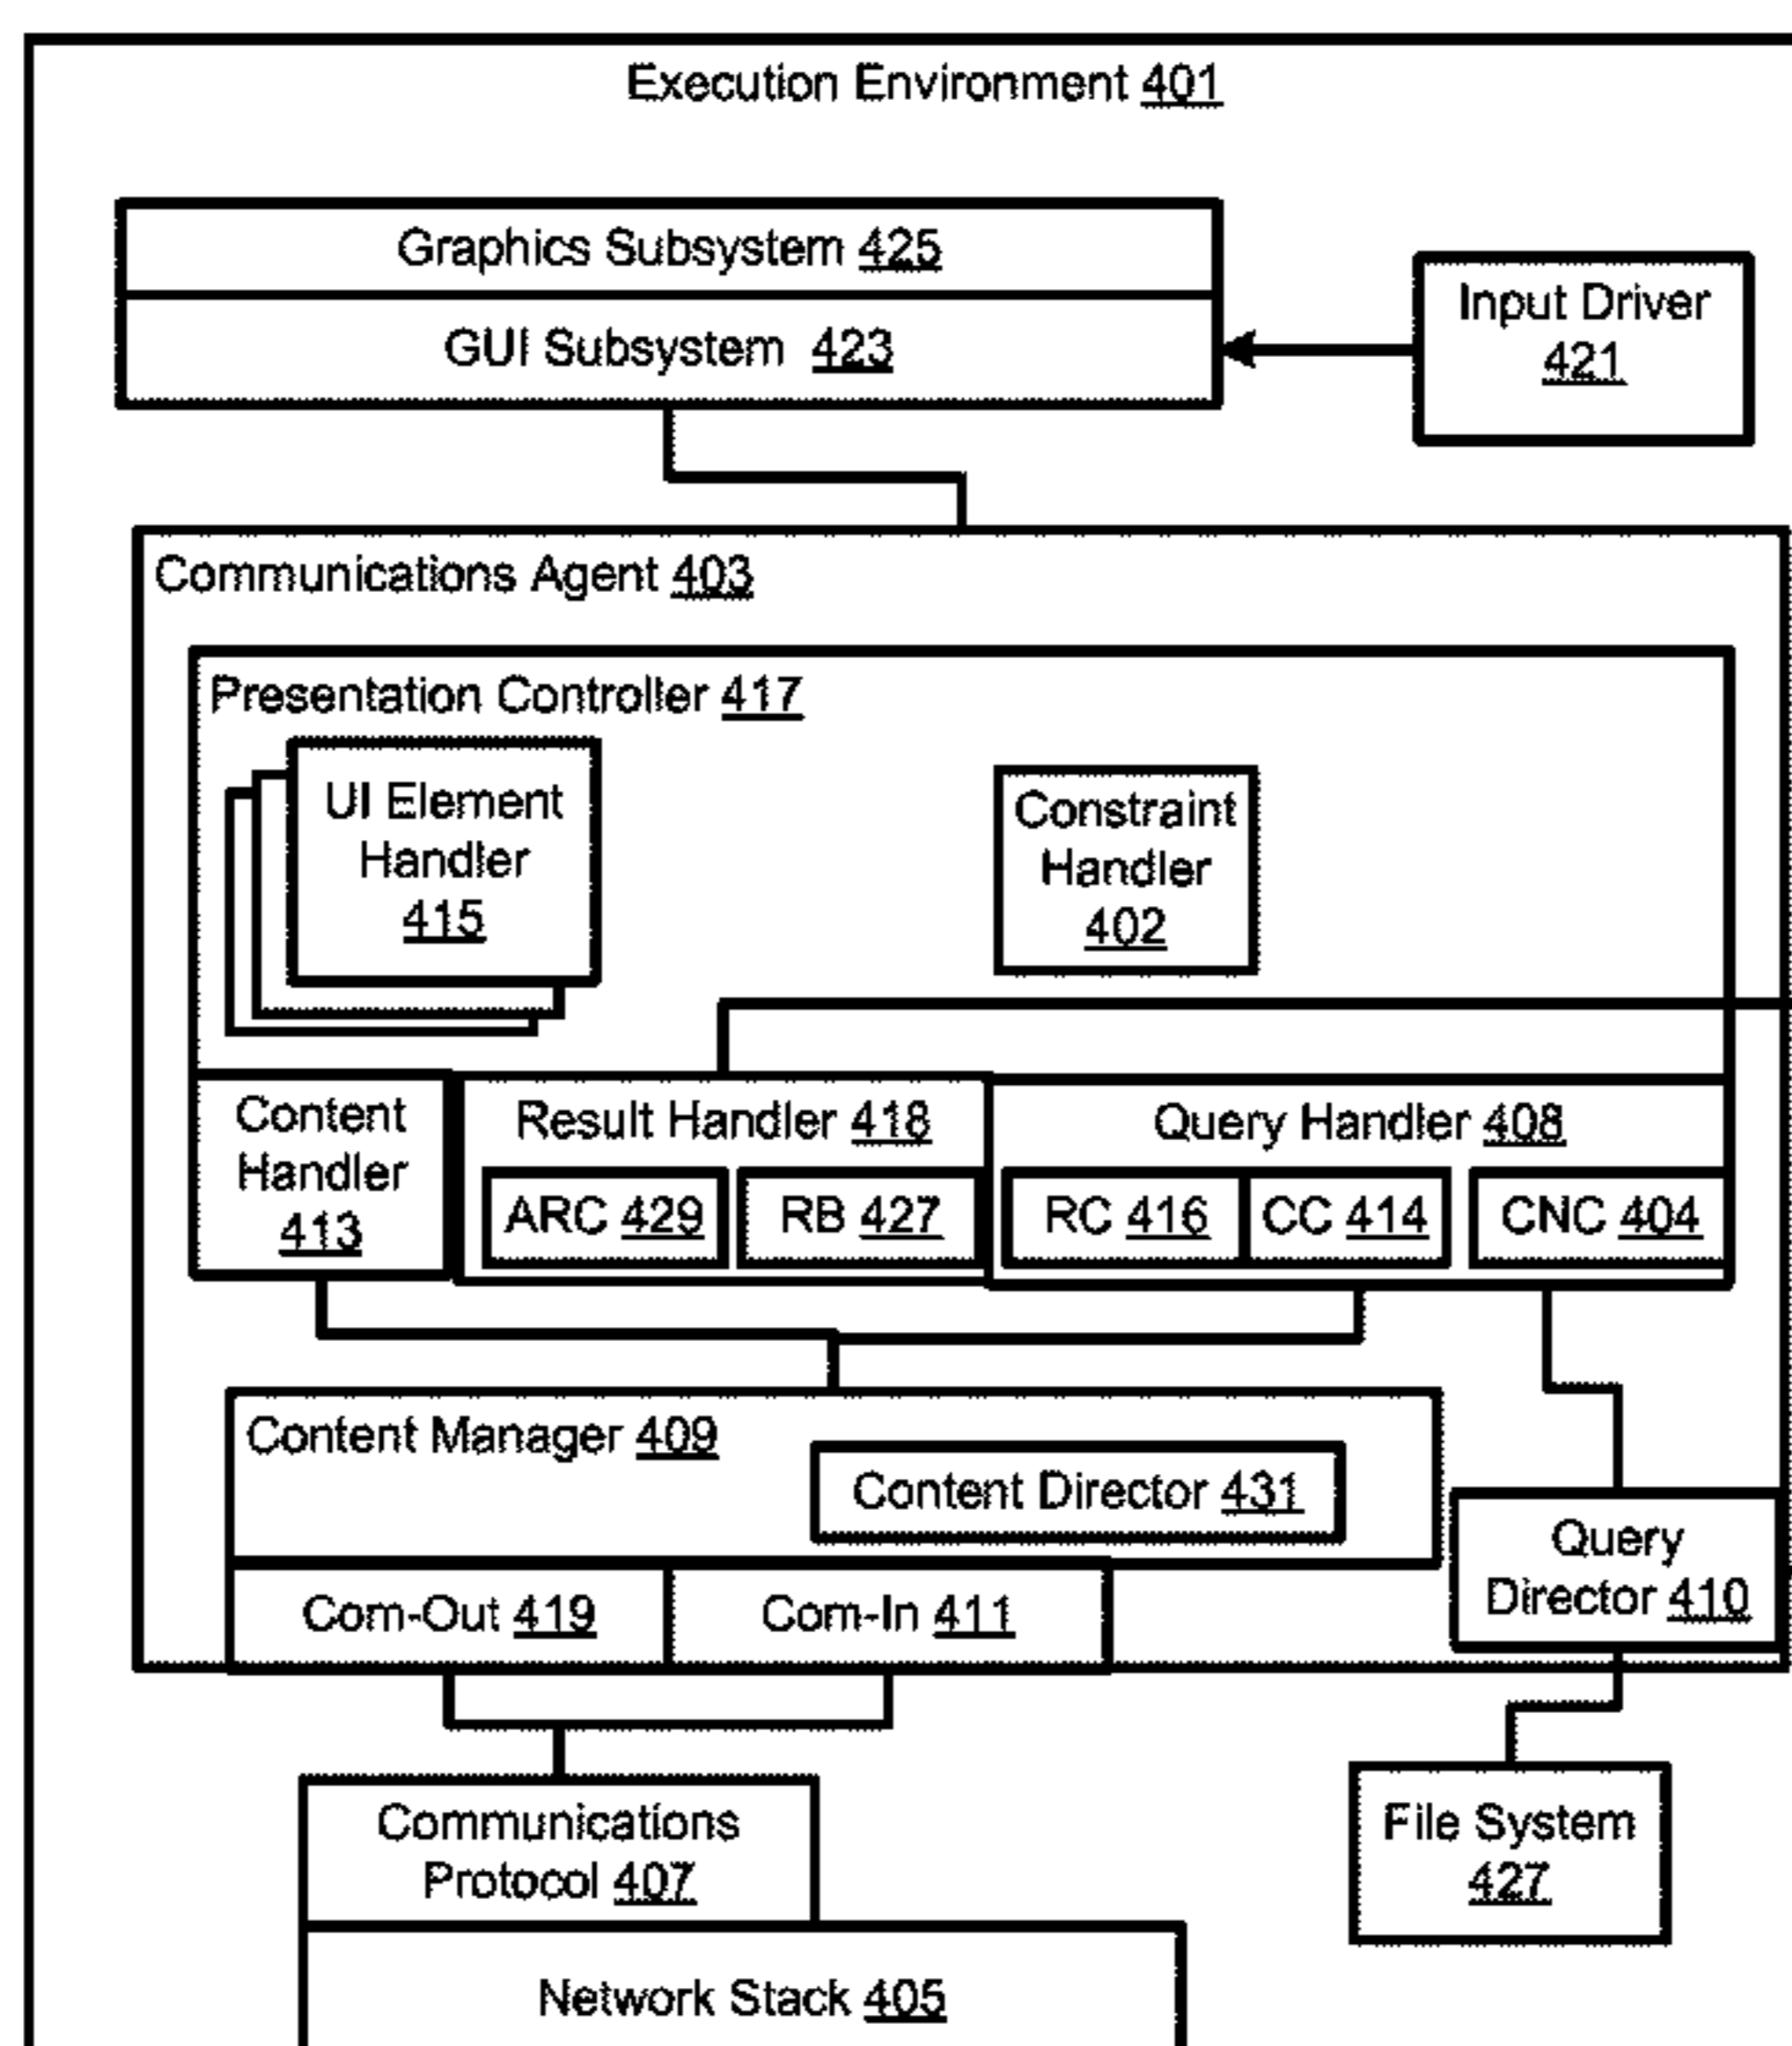 Execution Environment 401
Graphics Subsystem 425
GUI Subsystem 423
Input Driver
421
Communications Agent 403
Presentation Controller 417
UI Element
Handler
415
Constraint
Handler
402
Content
Handler
413
Result Handler 418
ARC 429
RB 427
Query Handler 408
RC 416
CC 414
CNC 404
Content Manager 409
Content Director 431
Query
Director 410
Com-Out 419
Com-In 411
Communications
Protocol 407
File System
427
Network Stack 405